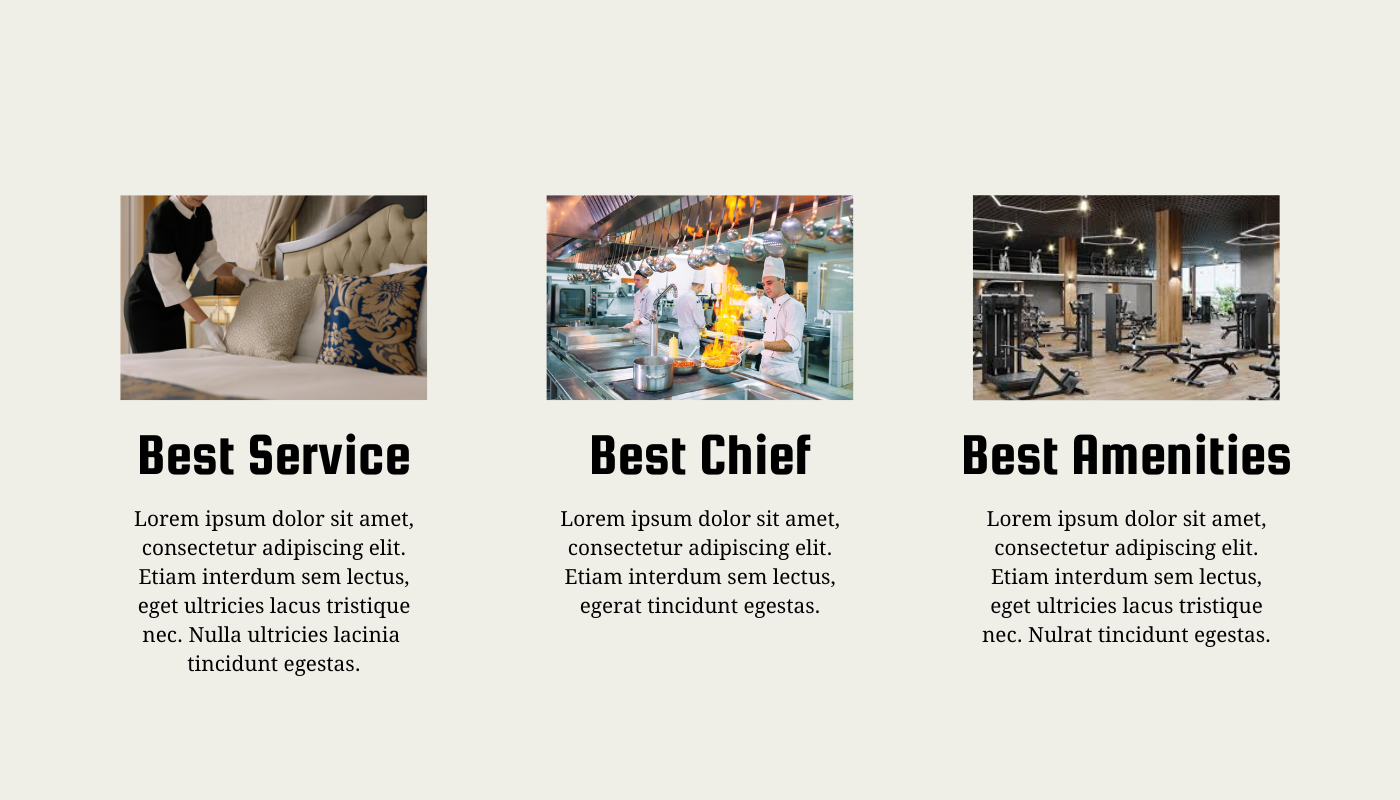 Best Service
Lorem ipsum dolor sit amet,
consectetur adipiscing elit.
Etiam interdum sem lectus,
eget ultricies lacus tristique
nec. Nulla ultricies lacinia
tincidunt egestas.
Best Chief
Lorem ipsum dolor sit amet,
consectetur adipiscing elit.
Etiam interdum sem lectus,
egerat tincidunt egestas.
Best Amenities
Lorem ipsum dolor sit amet,
consectetur adipiscing elit.
Etiam interdum sem lectus,
eget ultricies lacus tristique
nec. Nulrat tincidunt egestas.